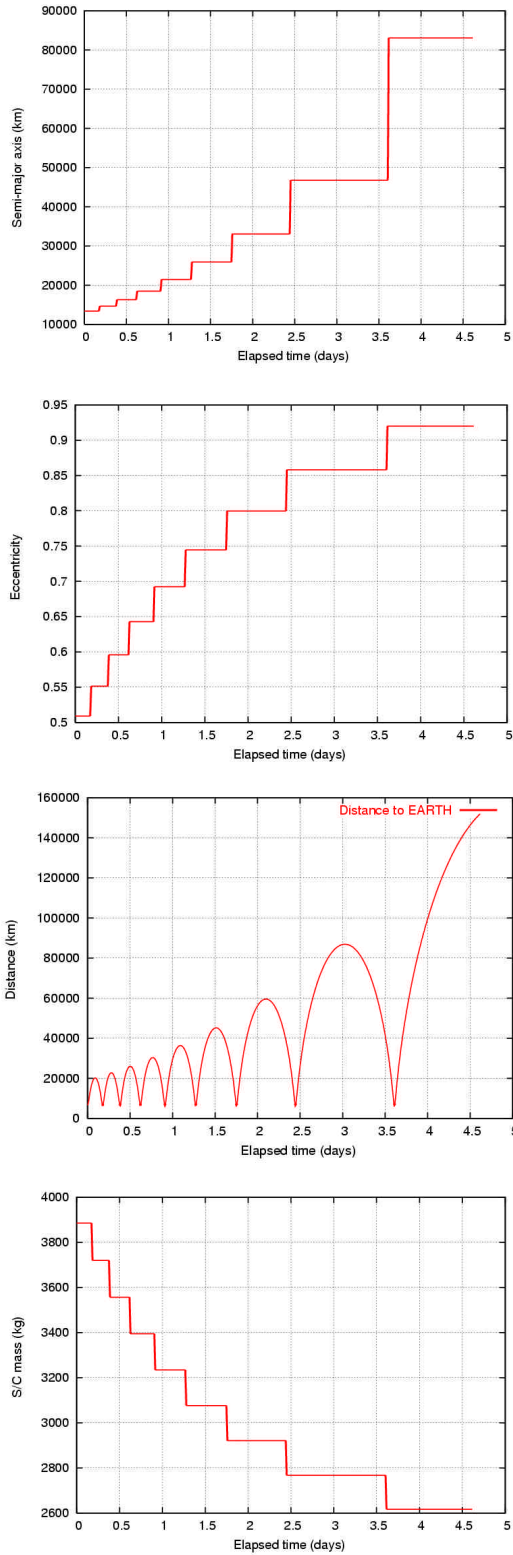 90000
80000
70000
60000
50000
40000
30000
20000
10000
Semi-major axis (km)
0 0.5 1 1.5 2 2.5 3 3.5 4 4.5 5
Elapsed time (days)
0.95
0.9
0.85
0.8
0.75
0.7
0.65
0.6
0.55
0.5
Eccentricity
0 0.5 1 1.5 2 2.5 3 3.5 4 4.5 5
Elapsed time (days)
160000
140000
120000
100000
80000
60000
40000
20000
0
Distance (km)
Distance to EARTH
0 0.5 1 1.5 2 2.5 3 3.5 4 4.5 5
Elapsed time (days)
4000
3800
3600
3400
3200
3000
2800
2600
S/C mass (kg)
0 0.5 1 1.5 2 2.5 3 3.5 4 4.5 5
Elapsed time (days)